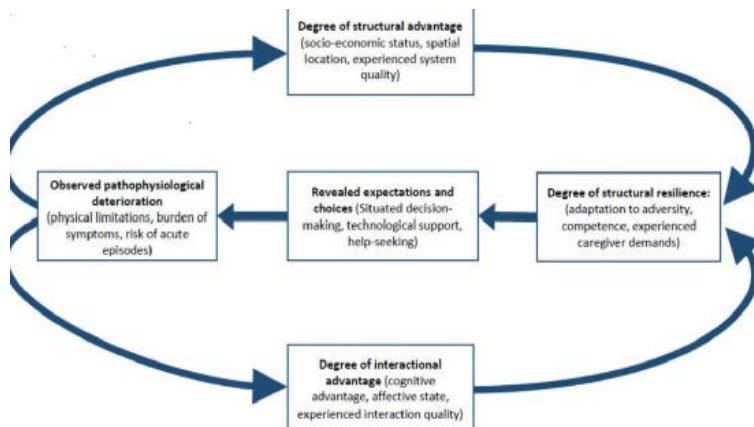 Degree of structural advantage
(socio-economic status, spatial
location, experienced system
quality)
Observed pathophysiological
deterioration
(physical limitations, burden of
symptoms, risk of acute
episodes)
Revealed expectations and
choices (Situated decision-
making, technological support,
help-seeking)
Degree of structural resilience:
(adaptation to adversity,
competence, experienced
caregiver demands)
Degree of interactional
advantage (cognitive
advantage, affective state,
experienced interaction quality)